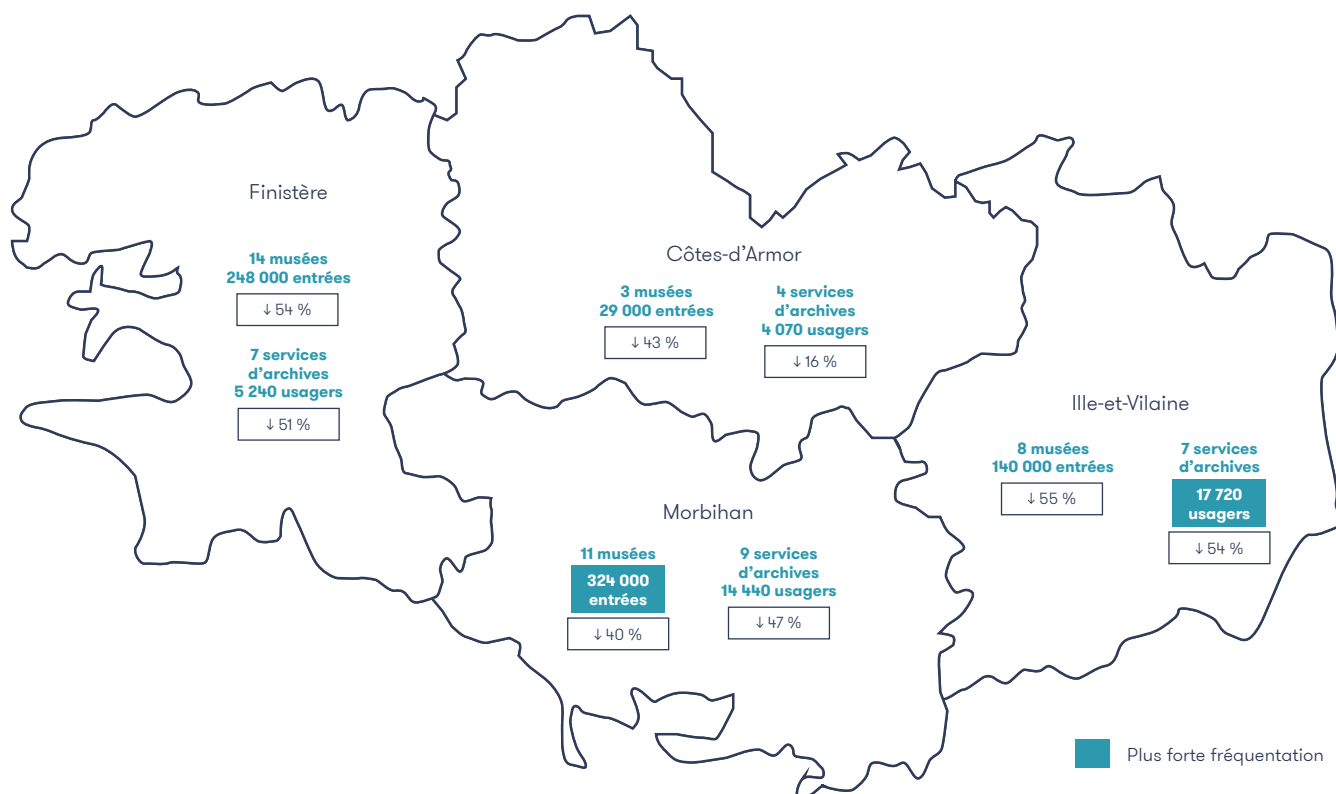 Finistère
14 musées
248 000 entrées
↓ 54 %
7 services
d'archives
5 240 usagers
↓ 51 %
Côtes-d'Armor
3 musées
29 000 entrées
↓ 43 %
4 services
d'archives
4 070 usagers
↓ 16 %
Ille-et-Vilaine
8 musées
140 000 entrées
↓ 55 %
7 services
d'archives
17 720
usagers
↓ 54 %
Morbihan
11 musées
324 000
entrées
↓ 40 %
9 services
d'archives
14 440 usagers
↓ 47 %
Plus forte fréquentation